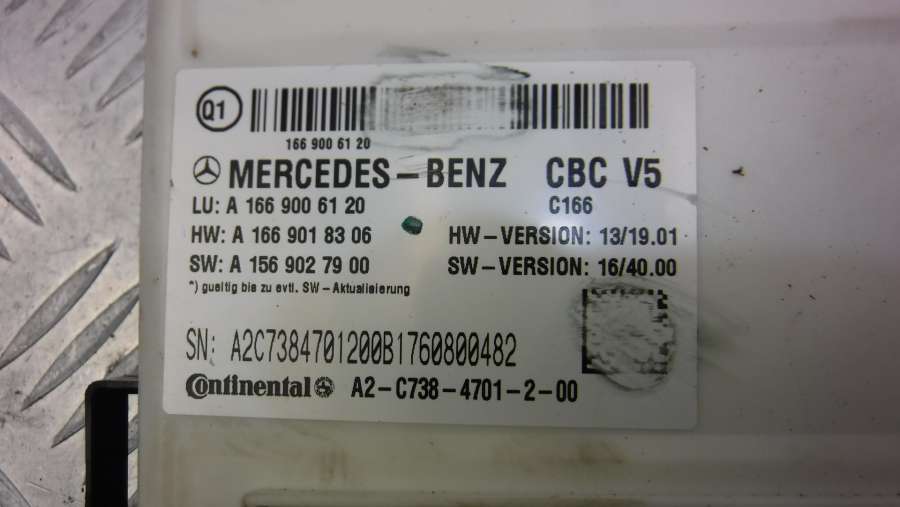 Q1
166 900 61 20
MERCEDES-BENZ CBC V5
LU: A 166 900 61 20 C166
HW: A 166 901 83 06 HW-VERSION: 13/19.01
SW: A 156 902 79 00 SW-VERSION: 16/40.00
*) gueltig bis zu evtl. SW-Aktualisierung
SN: A2C7384701200B1760800482
Continental A2-C738-4701-2-00